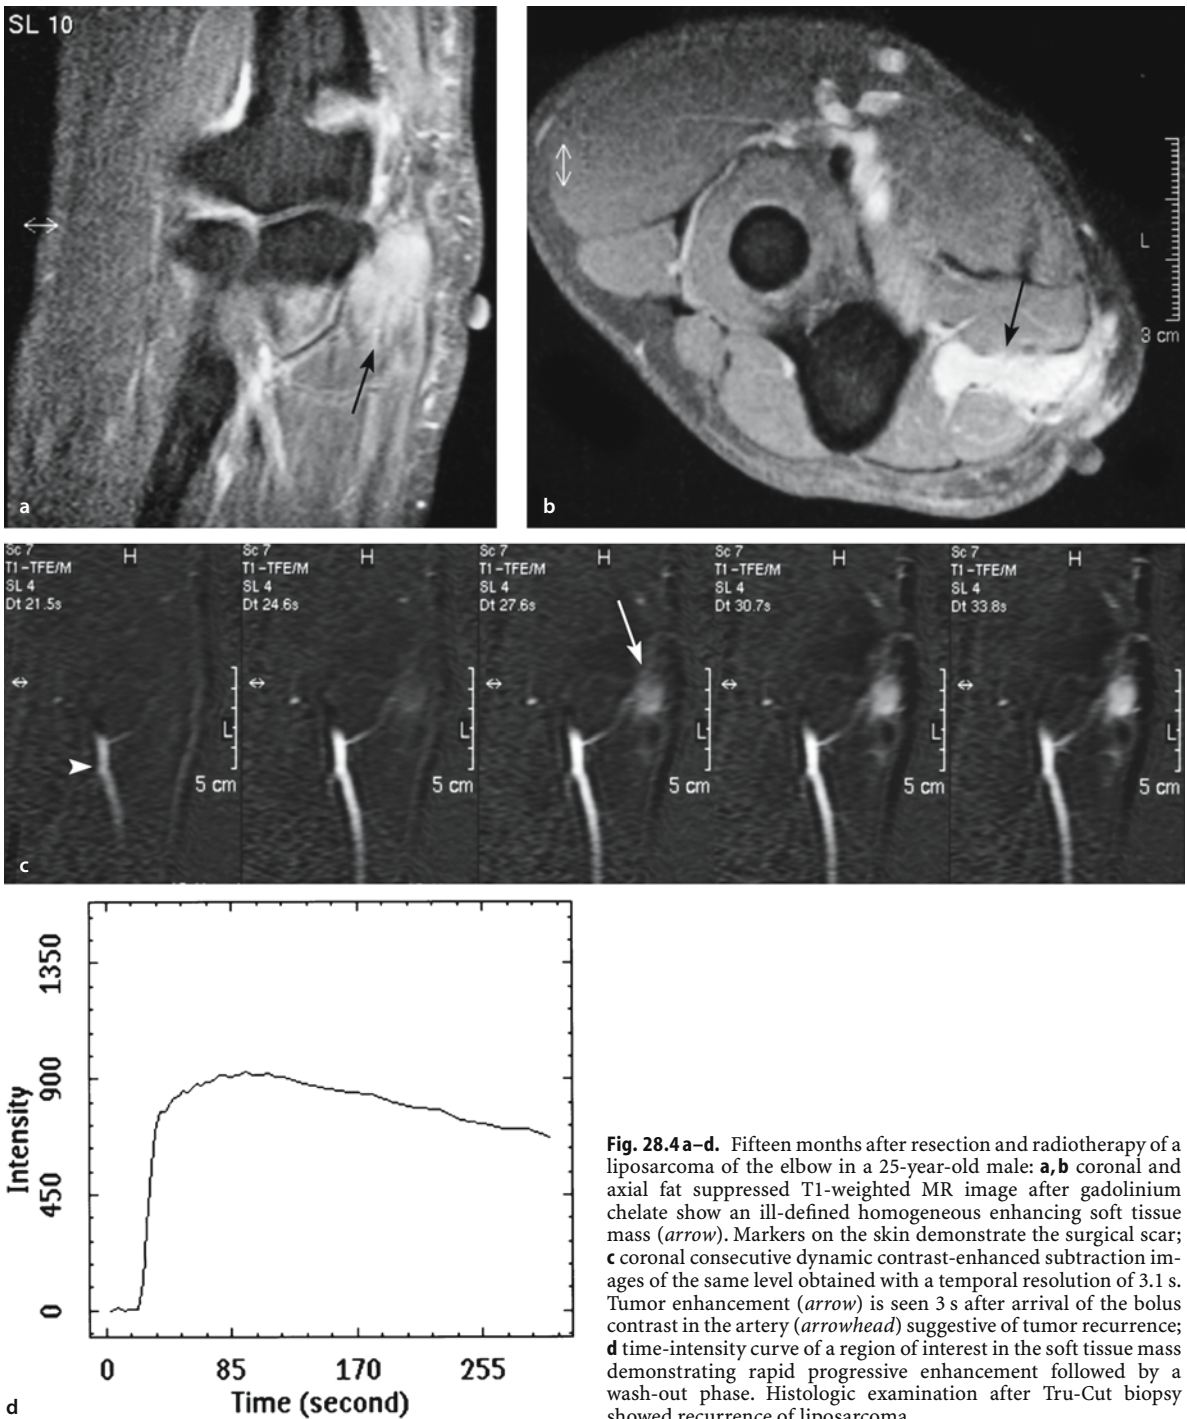 SL 10
L
3 cm
a
b
Sc 7
T1-TFE/M
SL 4
Dt 21.5s
H
L
5 cm
Sc 7
T1-TFE/M
SL 4
Dt 24.6s
H
L
5 cm
Sc 7
T1-TFE/M
SL 4
Dt 27.6s
H
L
5 cm
Sc 7
T1-TFE/M
SL 4
Dt 30.7s
H
L
5 cm
Sc 7
T1-TFE/M
SL 4
Dt 33.8s
H
L
5 cm
c
1350
900
450
0
Intensity
0 85 170 255
Time (second)
d
Fig. 28.4 a–d. Fifteen months after resection and radiotherapy of a
liposarcoma of the elbow in a 25-year-old male: a, b coronal and
axial fat suppressed T1-weighted MR image after gadolinium
chelate show an ill-defined homogeneous enhancing soft tissue
mass (arrow). Markers on the skin demonstrate the surgical scar;
c coronal consecutive dynamic contrast-enhanced subtraction im-
ages of the same level obtained with a temporal resolution of 3.1 s.
Tumor enhancement (arrow) is seen 3 s after arrival of the bolus
contrast in the artery (arrowhead) suggestive of tumor recurrence;
d time-intensity curve of a region of interest in the soft tissue mass
demonstrating rapid progressive enhancement followed by a
wash-out phase. Histologic examination after Tru-Cut biopsy
showed recurrence of liposarcoma